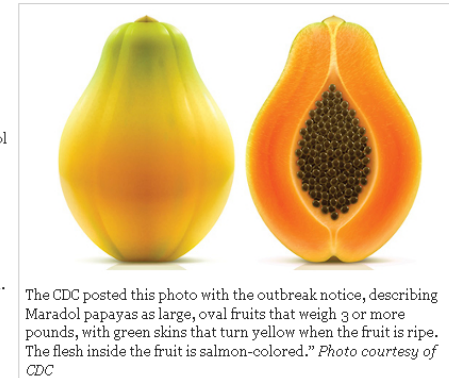 ol
.
The CDC posted this photo with the outbreak notice, describing
Maradol papayas as large, oval fruits that weigh 3 or more
pounds, with green skins that turn yellow when the fruit is ripe.
The flesh inside the fruit is salmon-colored.” Photo courtesy of
CDC